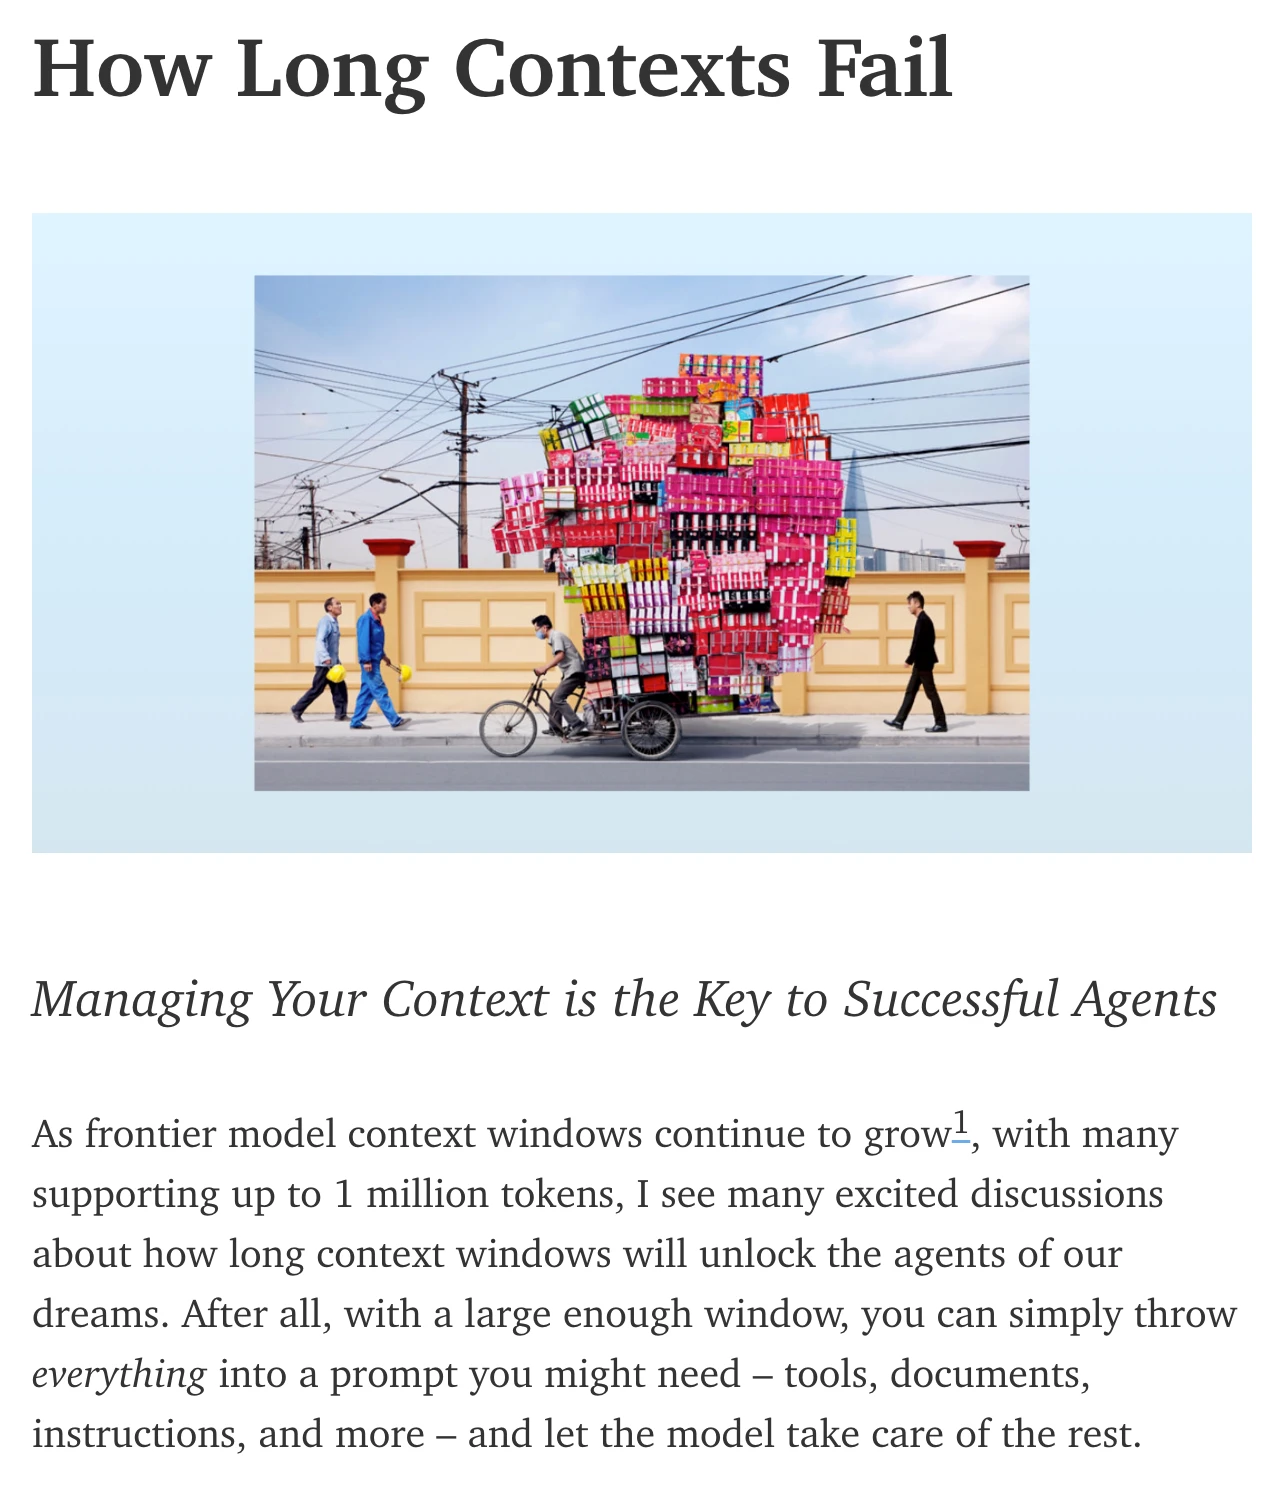 How Long Contexts Fail
Managing Your Context is the Key to Successful Agents
As frontier model context windows continue to grow1, with many
supporting up to 1 million tokens, I see many excited discussions
about how long context windows will unlock the agents of our
dreams. After all, with a large enough window, you can simply throw
everything into a prompt you might need – tools, documents,
instructions, and more – and let the model take care of the rest.